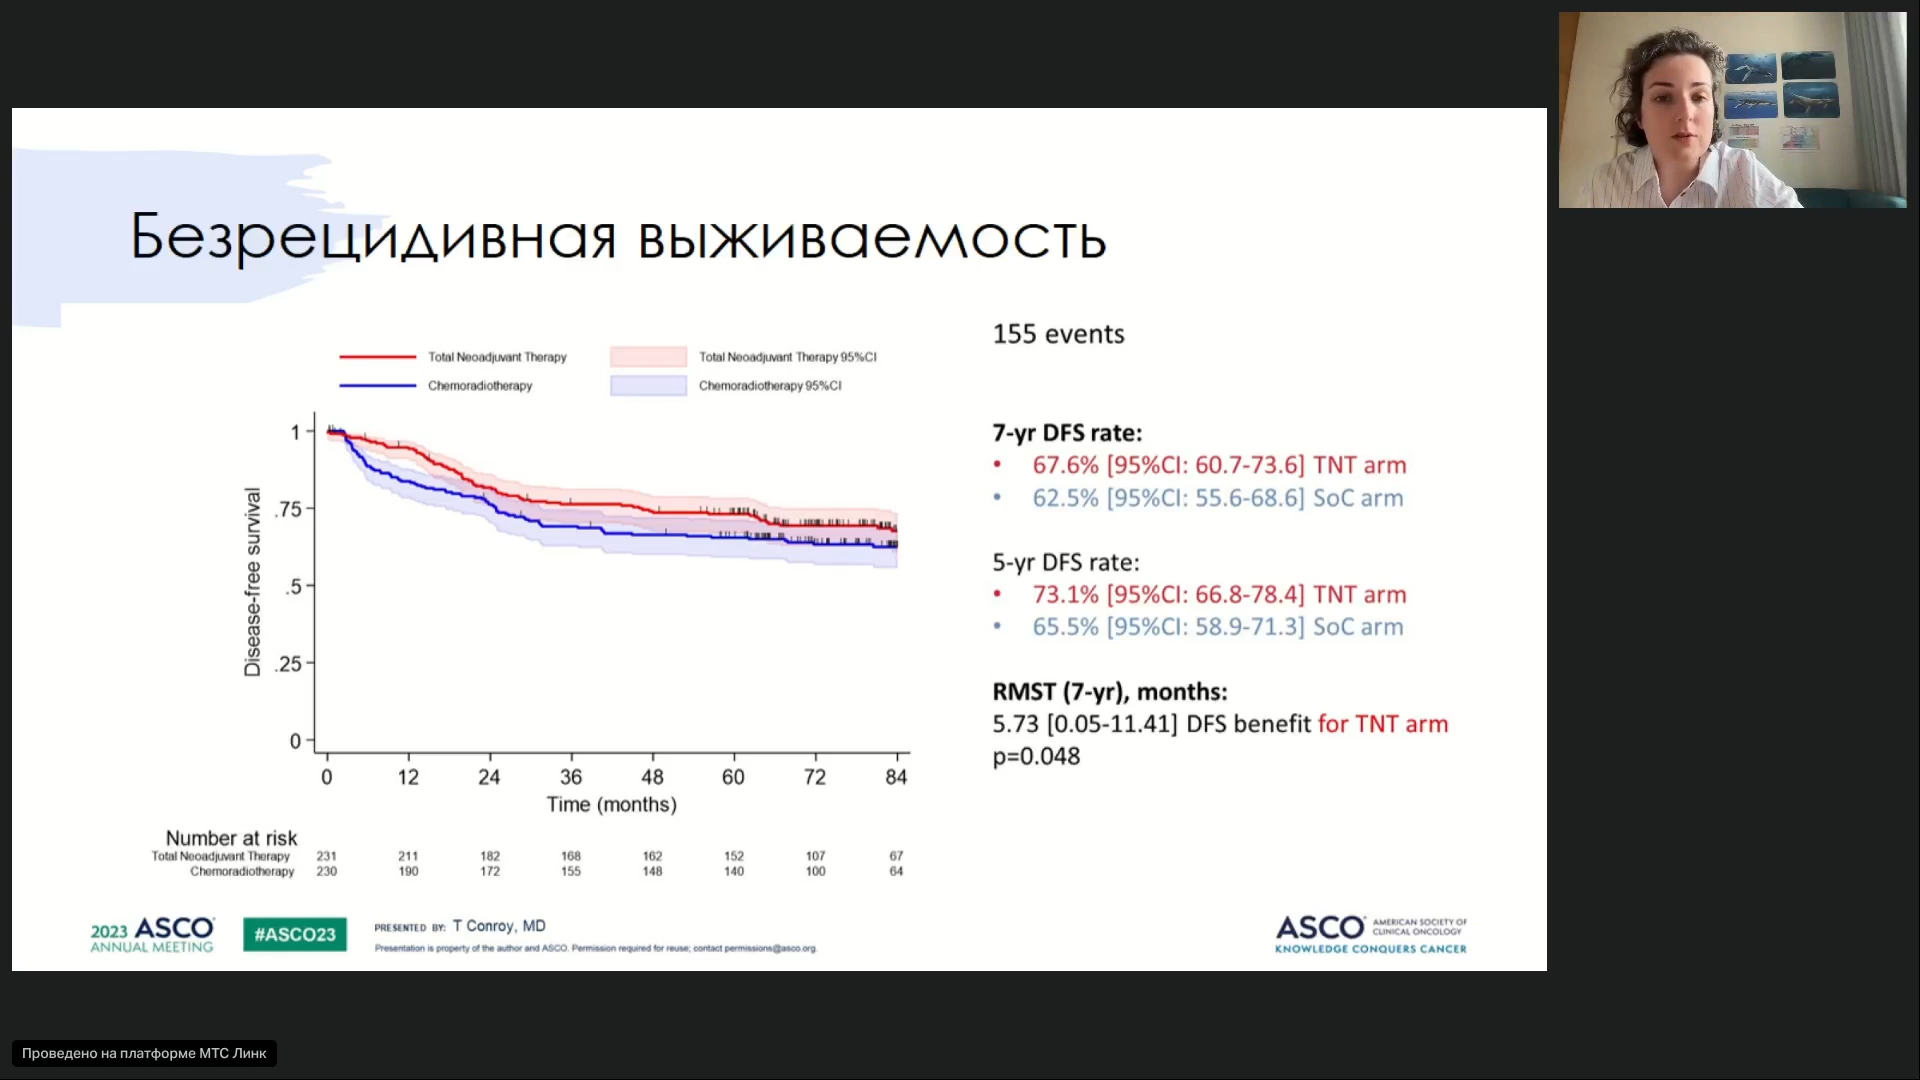 Безрецидивная выживаемость
Total Neoadjuvant Therapy
Total Neoadjuvant Therapy 95%CI
Chemoradiotherapy
Chemoradiotherapy 95%CI
Disease-free survival
1
.75
.5
.25
0
0 12 24 36 48 60 72 84
Time (months)
Number at risk
Total Neoadjuvant Therapy 231 211 182 168 162 152 107 67
Chemoradiotherapy 230 190 172 155 148 140 100 64
155 events
7-yr DFS rate:
• 67.6% [95%CI: 60.7-73.6] TNT arm
• 62.5% [95%CI: 55.6-68.6] SoC arm
5-yr DFS rate:
• 73.1% [95%CI: 66.8-78.4] TNT arm
• 65.5% [95%CI: 58.9-71.3] SoC arm
RMST (7-yr), months:
5.73 [0.05-11.41] DFS benefit for TNT arm
p=0.048
2023 ASCO
ANNUAL MEETING
#ASCO23
PRESENTED BY: T Conroy, MD
Presentation is property of the author and ASCO. Permission required for reuse; contact permissions@asco.org.
ASCO AMERICAN SOCIETY OF
CLINICAL ONCOLOGY
KNOWLEDGE CONQUERS CANCER
Проведено на платформе МТС Линк